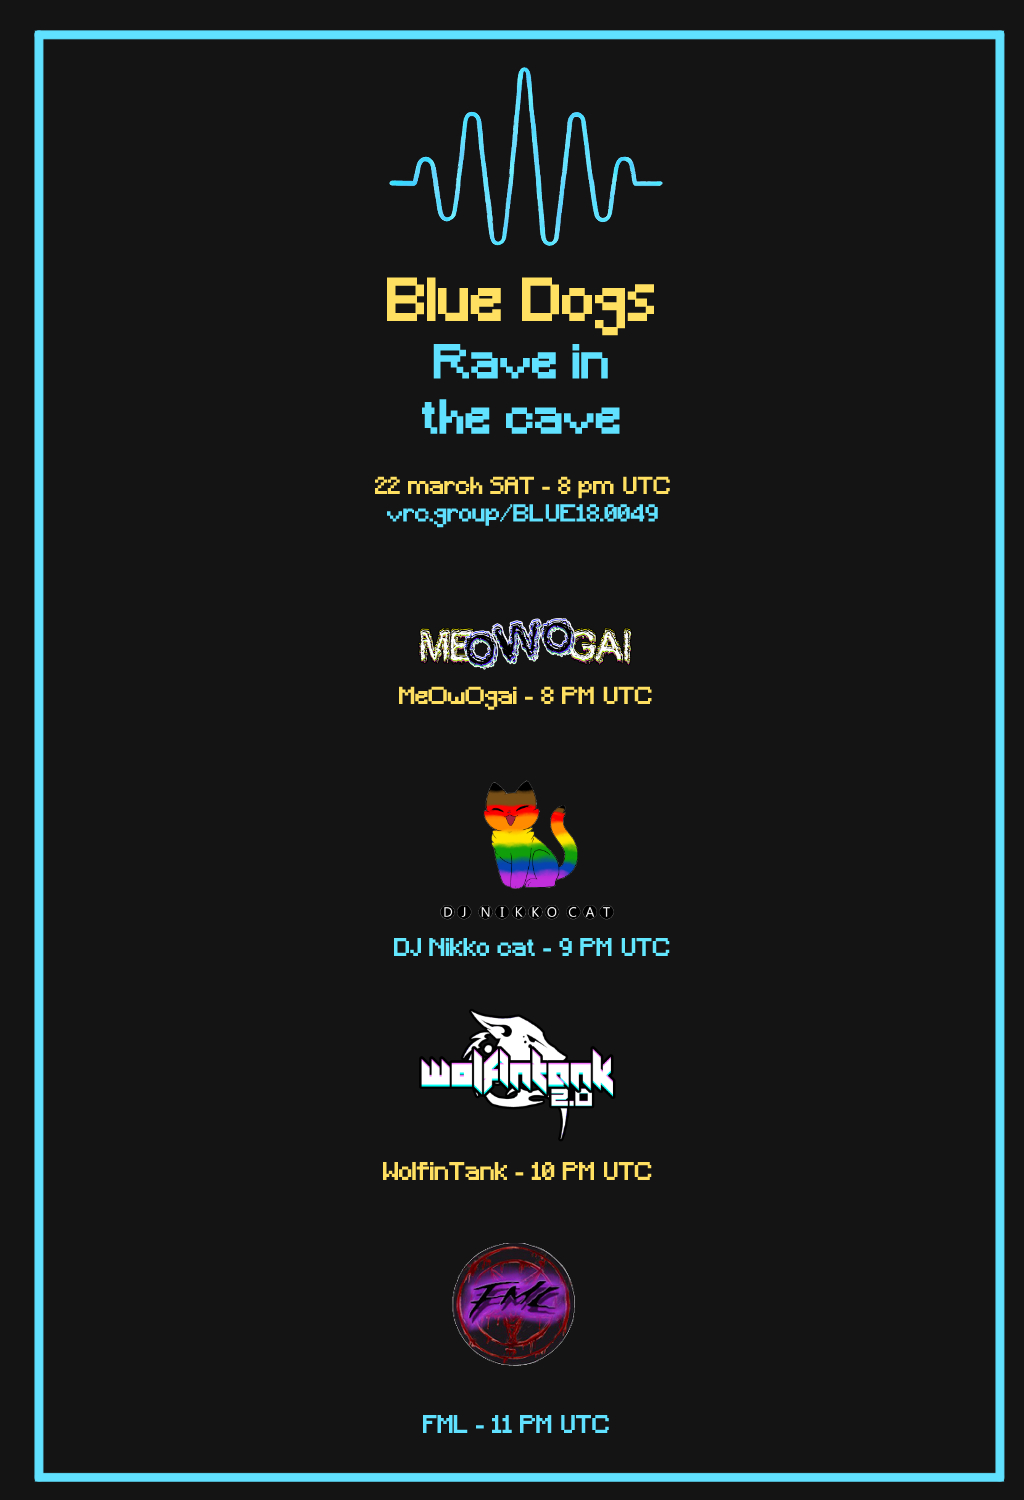 Blue Dogs
Rave in
the cave
22 march SAT - 8 pm UTC
vrc.group/BLUE18.0049
MEOWOGAI
MeOwOgai - 8 PM UTC
DJ NIKKO CAT
DJ Nikko cat - 9 PM UTC
wolfintank
2.0
WolfinTank - 10 PM UTC
FML
FML - 11 PM UTC